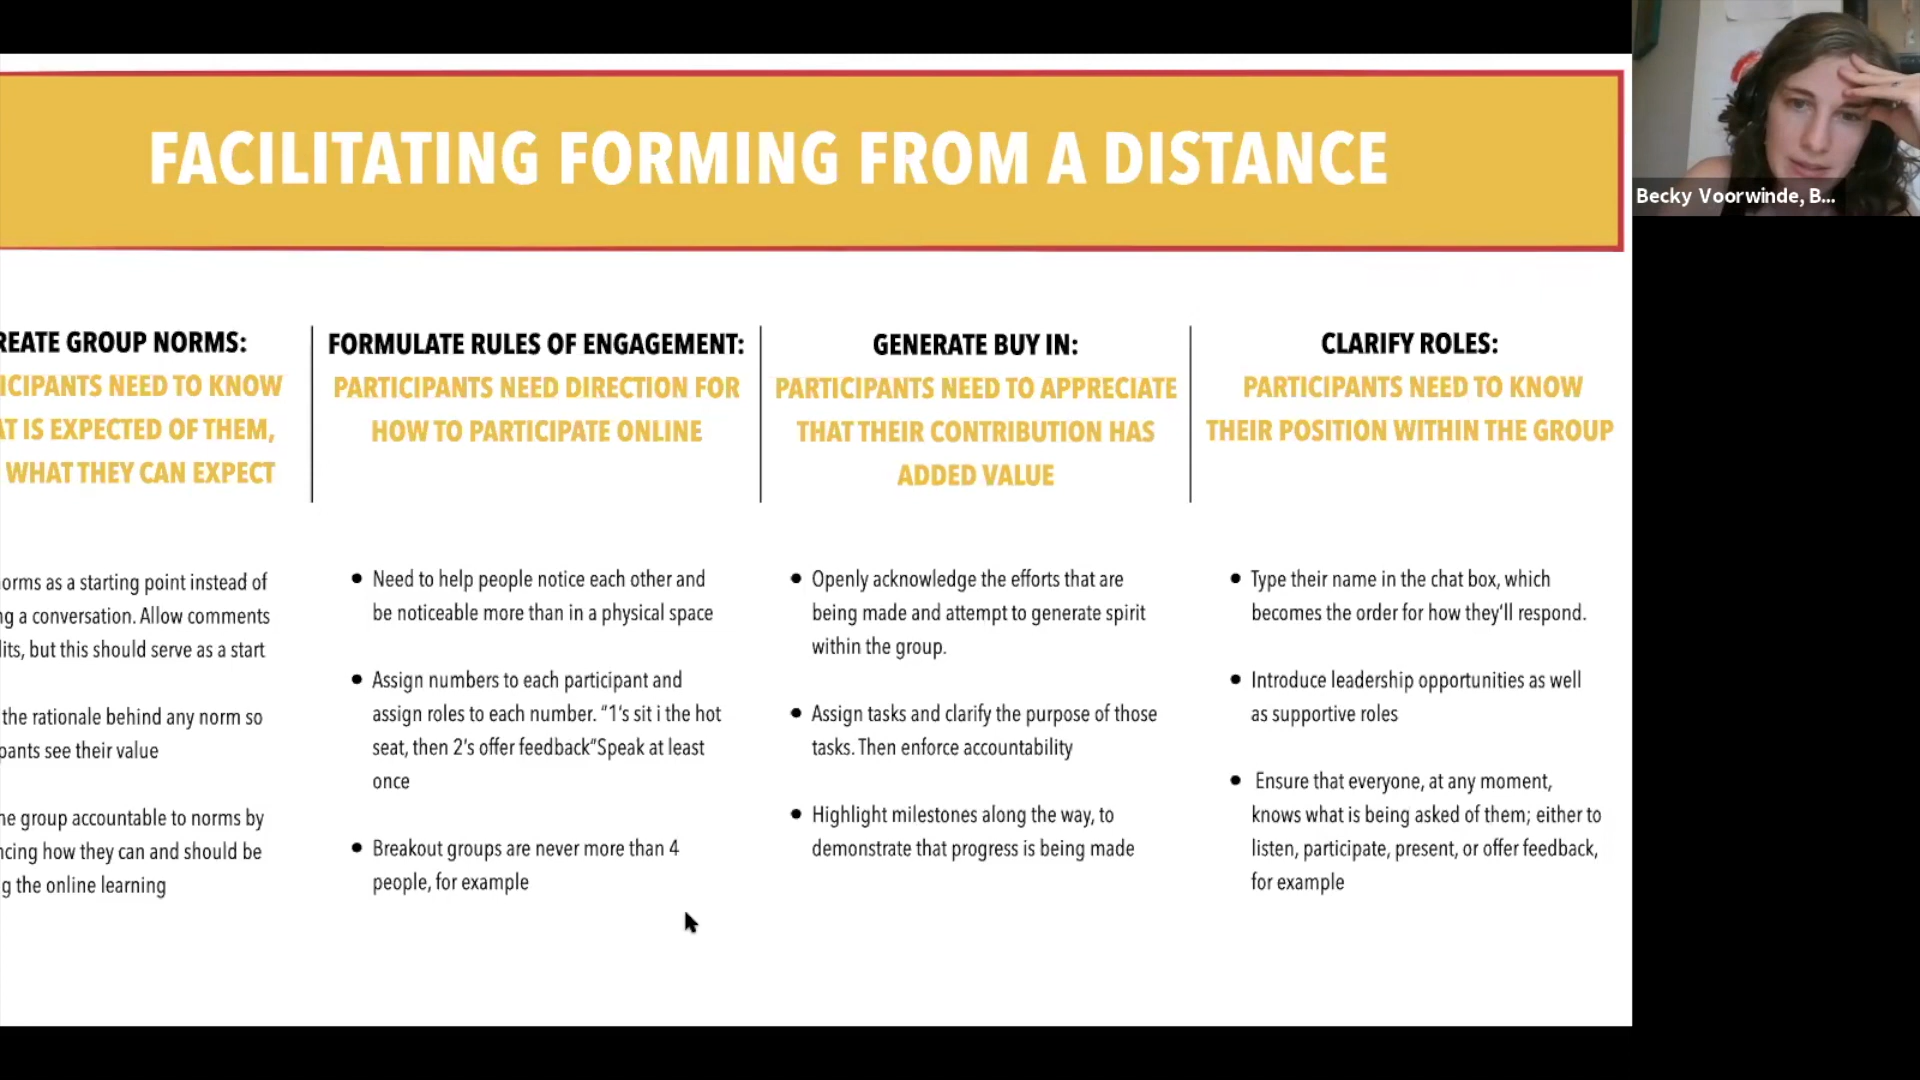 FACILITATING FORMING FROM A DISTANCE
Becky Voorwinde, B...
REATE GROUP NORMS:
ICIPANTS NEED TO KNOW
AT IS EXPECTED OF THEM,
WHAT THEY CAN EXPECT
orms as a starting point instead of
ng a conversation. Allow comments
lits, but this should serve as a start
the rationale behind any norm so
pants see their value
he group accountable to norms by
ncing how they can and should be
g the online learning
FORMULATE RULES OF ENGAGEMENT:
PARTICIPANTS NEED DIRECTION FOR
HOW TO PARTICIPATE ONLINE
• Need to help people notice each other and
be noticeable more than in a physical space
• Assign numbers to each participant and
assign roles to each number. "1's sit i the hot
seat, then 2's offer feedback"Speak at least
once
• Breakout groups are never more than 4
people, for example
GENERATE BUY IN:
PARTICIPANTS NEED TO APPRECIATE
THAT THEIR CONTRIBUTION HAS
ADDED VALUE
• Openly acknowledge the efforts that are
being made and attempt to generate spirit
within the group.
• Assign tasks and clarify the purpose of those
tasks. Then enforce accountability
• Highlight milestones along the way, to
demonstrate that progress is being made
CLARIFY ROLES:
PARTICIPANTS NEED TO KNOW
THEIR POSITION WITHIN THE GROUP
• Type their name in the chat box, which
becomes the order for how they'll respond.
• Introduce leadership opportunities as well
as supportive roles
• Ensure that everyone, at any moment,
knows what is being asked of them; either to
listen, participate, present, or offer feedback,
for example